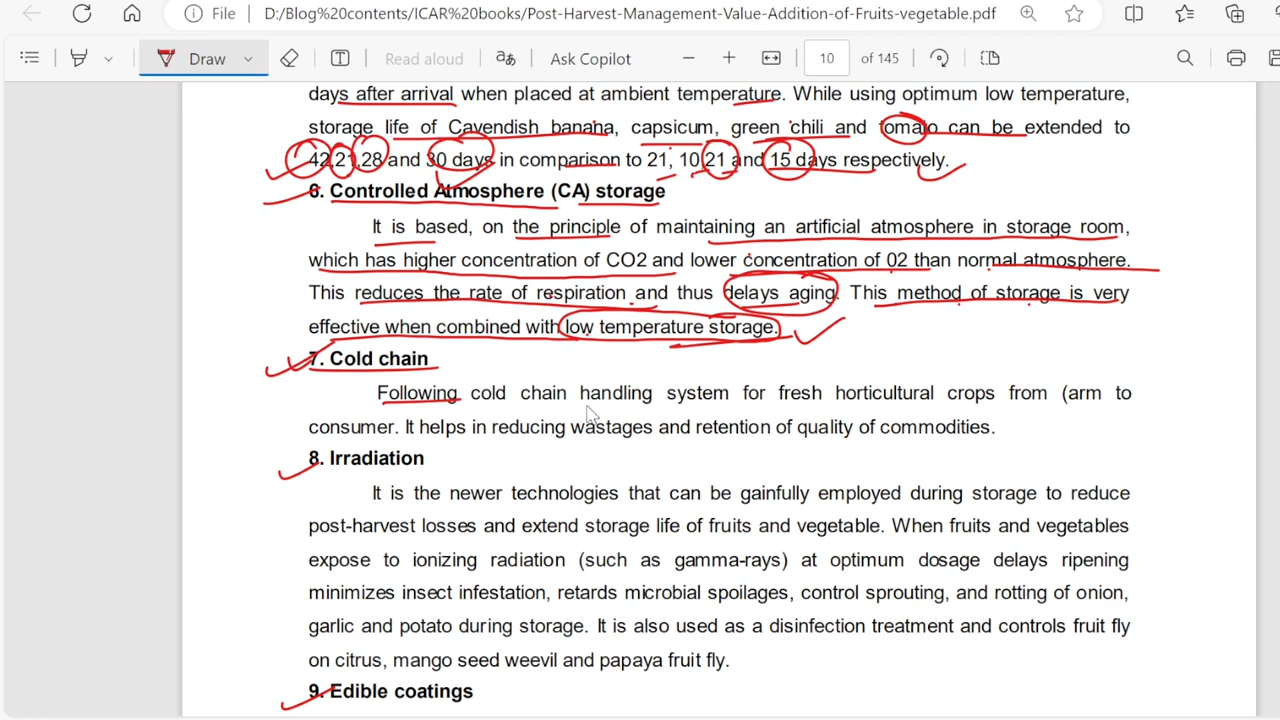 File D:/Blog%20contents/ICAR%20books/Post-Harvest-Management-Value-Addition-of-Fruits-vegetable.pdf
Draw Read aloud aあ Ask Copilot 10 of 145
days after arrival when placed at ambient temperature. While using optimum low temperature,
storage life of Cavendish banana, capsicum, green chili and tomato can be extended to
42,21,28 and 30 days in comparison to 21, 10,21 and 15 days respectively.
6. Controlled Atmosphere (CA) storage
It is based, on the principle of maintaining an artificial atmosphere in storage room,
which has higher concentration of CO2 and lower concentration of 02 than normal atmosphere.
This reduces the rate of respiration and thus delays aging. This method of storage is very
effective when combined with low temperature storage.
7. Cold chain
Following cold chain handling system for fresh horticultural crops from (arm to
consumer. It helps in reducing wastages and retention of quality of commodities.
8. Irradiation
It is the newer technologies that can be gainfully employed during storage to reduce
post-harvest losses and extend storage life of fruits and vegetable. When fruits and vegetables
expose to ionizing radiation (such as gamma-rays) at optimum dosage delays ripening
minimizes insect infestation, retards microbial spoilages, control sprouting, and rotting of onion,
garlic and potato during storage. It is also used as a disinfection treatment and controls fruit fly
on citrus, mango seed weevil and papaya fruit fly.
9. Edible coatings